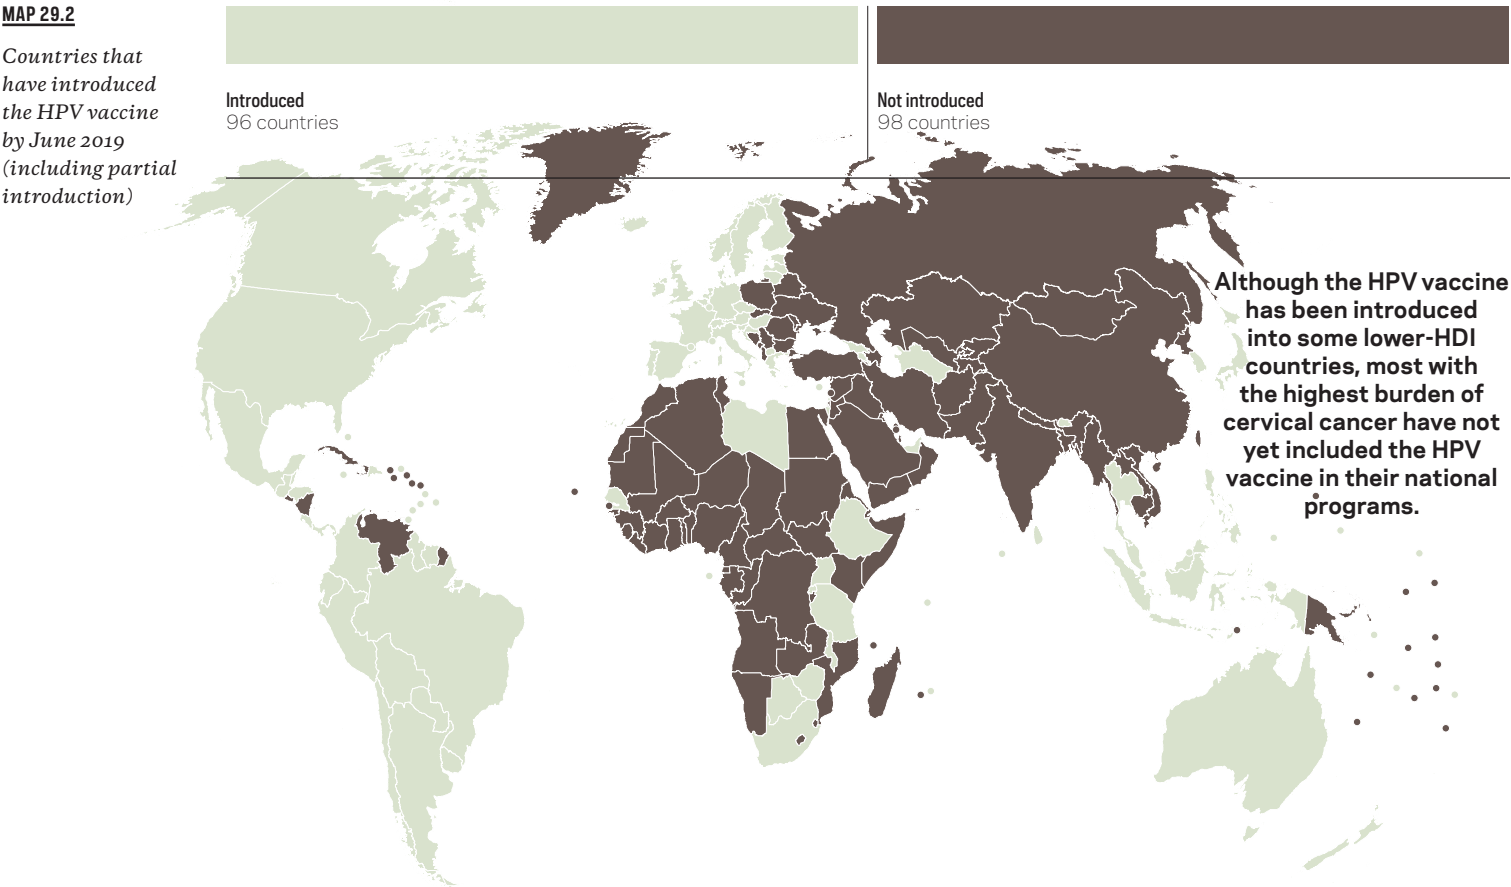 MAP 29.2
Countries that
have introduced
the HPV vaccine
by June 2019
(including partial
introduction)
Introduced
96 countries
Not introduced
98 countries
Although the HPV vaccine
has been introduced
into some lower-HDI
countries, most with
the highest burden of
cervical cancer have not
yet included the HPV
vaccine in their national
programs.